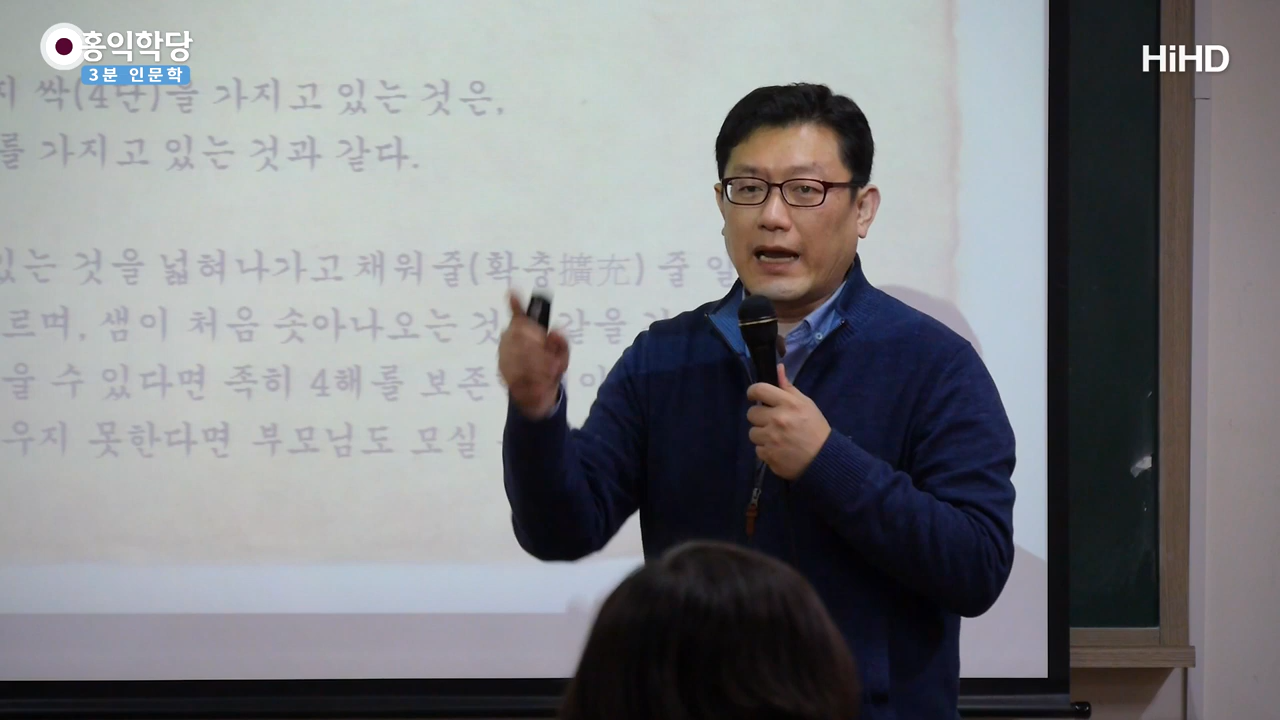 홍익학당
3분 인문학
HiHD
싹(4단)을 가지고 있는 것은,
를 가지고 있는 것과 같다.
있는 것을 넓혀나가고 채워줄(확충擴充) 줄
르며, 샘이 처음 솟아나오는 것 같을
울 수 있다면 족히 4해를 보존
우지 못한다면 부모님도 모실